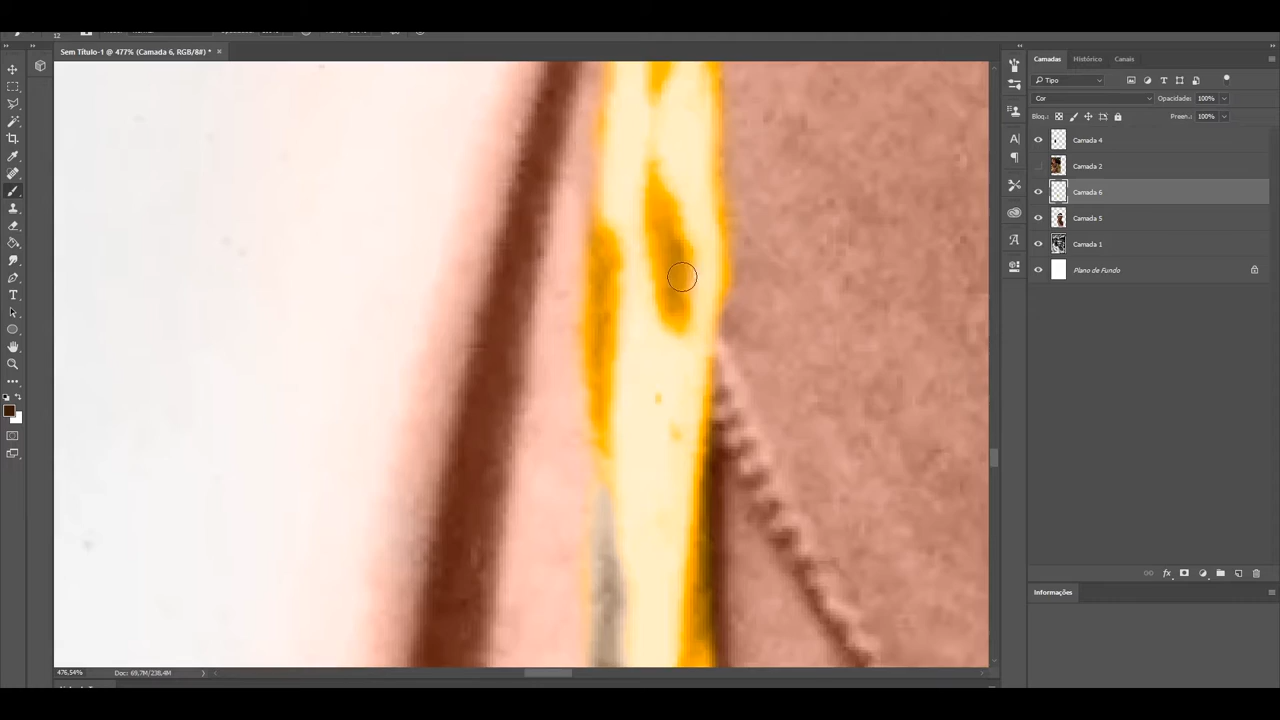 12
Sem Título-1 @ 477% (Camada 6, RGB/8#) * ×
Camadas Histórico Canais
Tipo
Cor Opacidade: 100%
Bloq.: Preen.: 100%
Camada 4
Camada 2
Camada 6
Camada 5
Camada 1
Plano de Fundo
Informações
476,54% Doc: 69,7M/238,4M